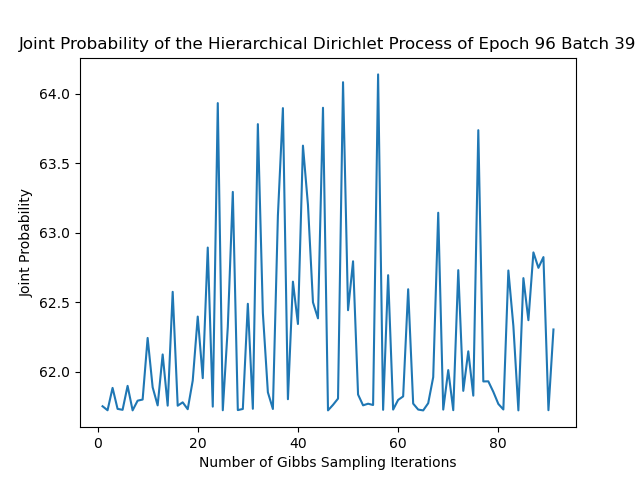 Joint Probability of the Hierarchical Dirichlet Process of Epoch 96 Batch 39
64.0
63.5
63.0
62.5
62.0
Joint Probability
0 20 40 60 80
Number of Gibbs Sampling Iterations